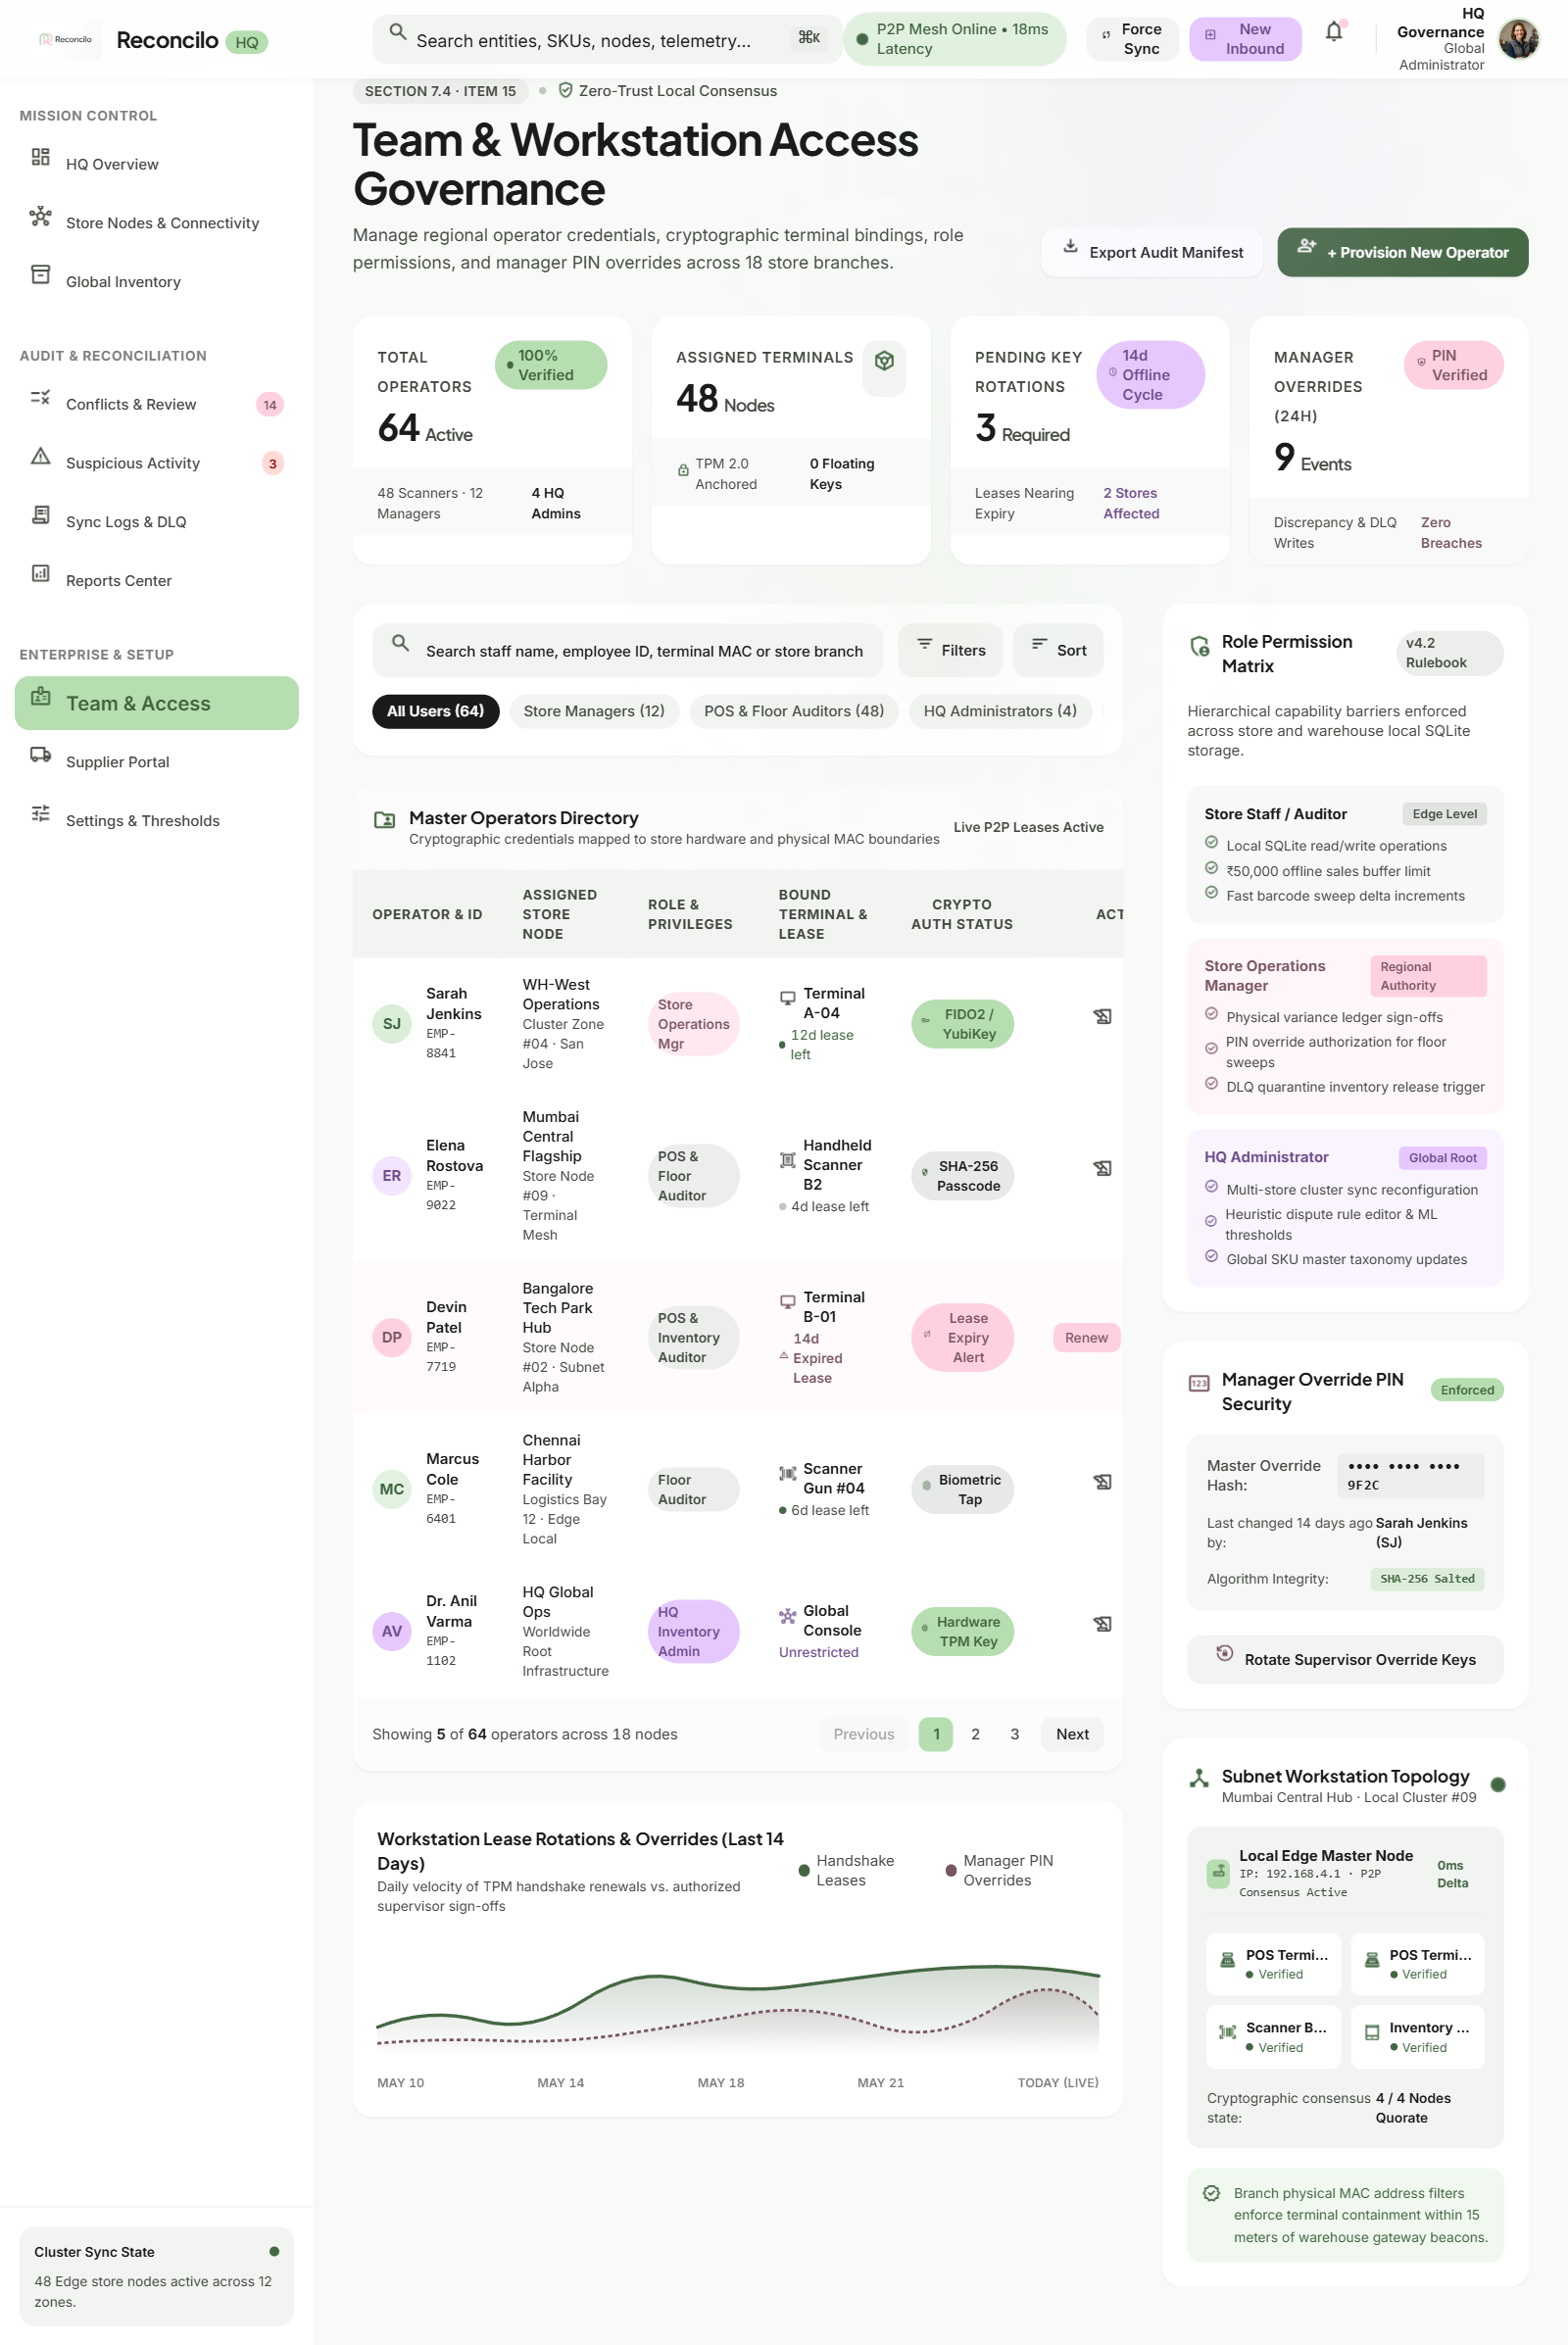 Reconcilo
Reconcilo HQ
Search entities, SKUs, nodes, telemetry...
⌘K
P2P Mesh Online • 18ms
Latency
Force
Sync
New
Inbound
HQ
Governance
Global
Administrator
MISSION CONTROL
HQ Overview
Store Nodes & Connectivity
Global Inventory
AUDIT & RECONCILIATION
Conflicts & Review 14
Suspicious Activity 3
Sync Logs & DLQ
Reports Center
ENTERPRISE & SETUP
Team & Access
Supplier Portal
Settings & Thresholds
Cluster Sync State
48 Edge store nodes active across 12
zones.
SECTION 7.4 · ITEM 15
Zero-Trust Local Consensus
Team & Workstation Access
Governance
Manage regional operator credentials, cryptographic terminal bindings, role
permissions, and manager PIN overrides across 18 store branches.
Export Audit Manifest
+ Provision New Operator
TOTAL
OPERATORS
100%
Verified
64 Active
48 Scanners · 12
Managers
4 HQ
Admins
ASSIGNED TERMINALS
48 Nodes
TPM 2.0
Anchored
0 Floating
Keys
PENDING KEY
ROTATIONS
14d
Offline
Cycle
3 Required
Leases Nearing
Expiry
2 Stores
Affected
MANAGER
OVERRIDES
(24H)
PIN
Verified
9 Events
Discrepancy & DLQ
Writes
Zero
Breaches
Search staff name, employee ID, terminal MAC or store branch
Filters
Sort
All Users (64)
Store Managers (12)
POS & Floor Auditors (48)
HQ Administrators (4)
Master Operators Directory
Cryptographic credentials mapped to store hardware and physical MAC boundaries
Live P2P Leases Active
OPERATOR & ID
ASSIGNED
STORE
NODE
ROLE &
PRIVILEGES
BOUND
TERMINAL &
LEASE
CRYPTO
AUTH STATUS
ACT
SJ
Sarah
Jenkins
EMP-
8841
WH-West
Operations
Cluster Zone
#04 · San
Jose
Store
Operations
Mgr
Terminal
A-04
12d lease
left
FIDO2 /
YubiKey
ER
Elena
Rostova
EMP-
9022
Mumbai
Central
Flagship
Store Node
#09 ·
Terminal
Mesh
POS &
Floor
Auditor
Handheld
Scanner
B2
4d lease left
SHA-256
Passcode
DP
Devin
Patel
EMP-
7719
Bangalore
Tech Park
Hub
Store Node
#02 · Subnet
Alpha
POS &
Inventory
Auditor
Terminal
B-01
14d
Expired
Lease
Lease
Expiry
Alert
Renew
MC
Marcus
Cole
EMP-
6401
Chennai
Harbor
Facility
Logistics Bay
12 · Edge
Local
Floor
Auditor
Scanner
Gun #04
6d lease left
Biometric
Tap
AV
Dr. Anil
Varma
EMP-
1102
HQ Global
Ops
Worldwide
Root
Infrastructure
HQ
Inventory
Admin
Global
Console
Unrestricted
Hardware
TPM Key
Showing 5 of 64 operators across 18 nodes
Previous 1 2 3 Next
Workstation Lease Rotations & Overrides (Last 14
Days)
Daily velocity of TPM handshake renewals vs. authorized
supervisor sign-offs
Handshake
Leases
Manager PIN
Overrides
MAY 10 MAY 14 MAY 18 MAY 21 TODAY (LIVE)
Role Permission
Matrix
v4.2
Rulebook
Hierarchical capability barriers enforced
across store and warehouse local SQLite
storage.
Store Staff / Auditor
Edge Level
Local SQLite read/write operations
₹50,000 offline sales buffer limit
Fast barcode sweep delta increments
Store Operations
Manager
Regional
Authority
Physical variance ledger sign-offs
PIN override authorization for floor
sweeps
DLQ quarantine inventory release trigger
HQ Administrator
Global Root
Multi-store cluster sync reconfiguration
Heuristic dispute rule editor & ML
thresholds
Global SKU master taxonomy updates
123
Manager Override PIN
Security
Enforced
Master Override
Hash:
•••• •••• ••••
9F2C
Last changed 14 days ago
by:
Sarah Jenkins
(SJ)
Algorithm Integrity:
SHA-256 Salted
Rotate Supervisor Override Keys
Subnet Workstation Topology
Mumbai Central Hub · Local Cluster #09
Local Edge Master Node
IP: 192.168.4.1 · P2P
Consensus Active
0ms
Delta
POS Termi...
Verified
POS Termi...
Verified
Scanner B...
Verified
Inventory ...
Verified
Cryptographic consensus
state:
4 / 4 Nodes
Quorate
Branch physical MAC address filters
enforce terminal containment within 15
meters of warehouse gateway beacons.